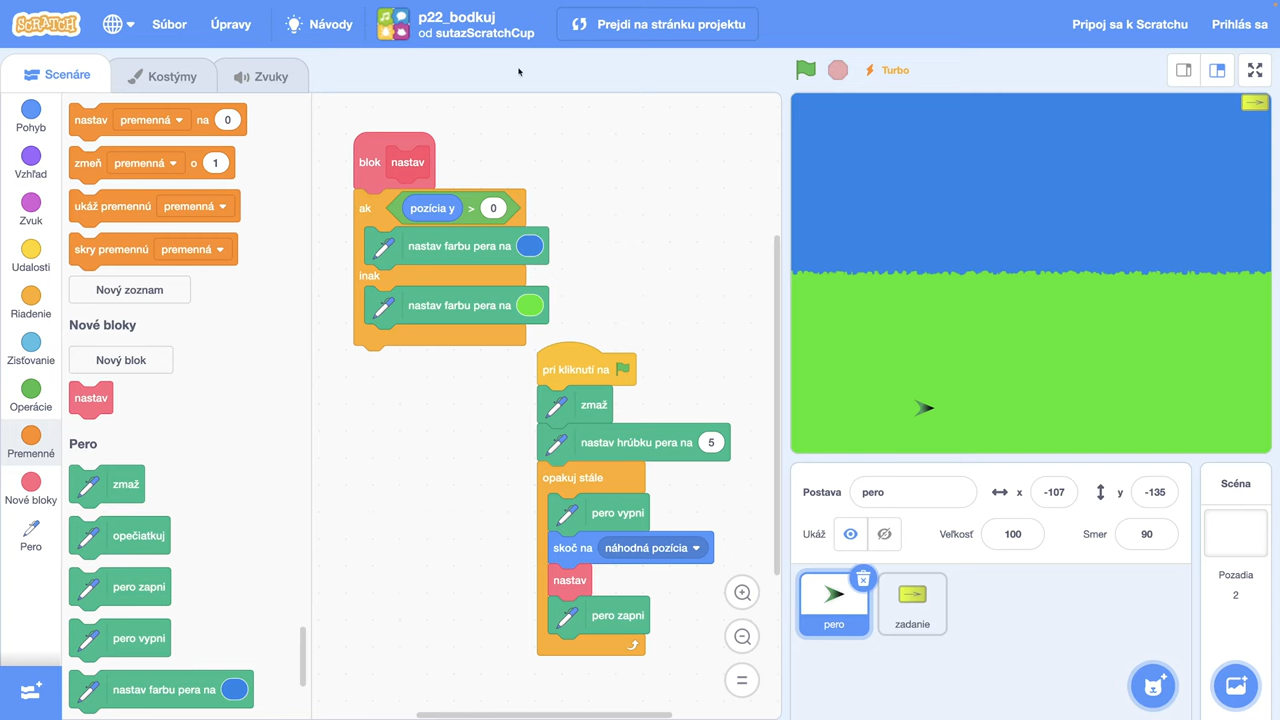 SCRATCH
Súbor
Úpravy
Návody
p22_bodkuj
od sutazScratchCup
Prejdi na stránku projektu
Pripoj sa k Scratchu
Prihlás sa
Scenáre
Kostýmy
Zvuky
Turbo
Pohyb
Vzhľad
Zvuk
Udalosti
Riadenie
Zisťovanie
Operácie
Premenné
Nové bloky
Pero
nastav premenná na 0
zmeň premenná o 1
ukáž premennú premenná
skry premennú premenná
Nový zoznam
Nové bloky
Nový blok
nastav
Pero
zmaž
opečiatkuj
pero zapni
pero vypni
nastav farbu pera na
blok nastav
ak pozícia y > 0
nastav farbu pera na
inak
nastav farbu pera na
pri kliknutí na
zmaž
nastav hrúbku pera na 5
opakuj stále
pero vypni
skoč na náhodná pozícia
nastav
pero zapni
Postava pero x -107 y -135
Ukáž Veľkosť 100 Smer 90
pero
zadanie
Scéna
Pozadia
2